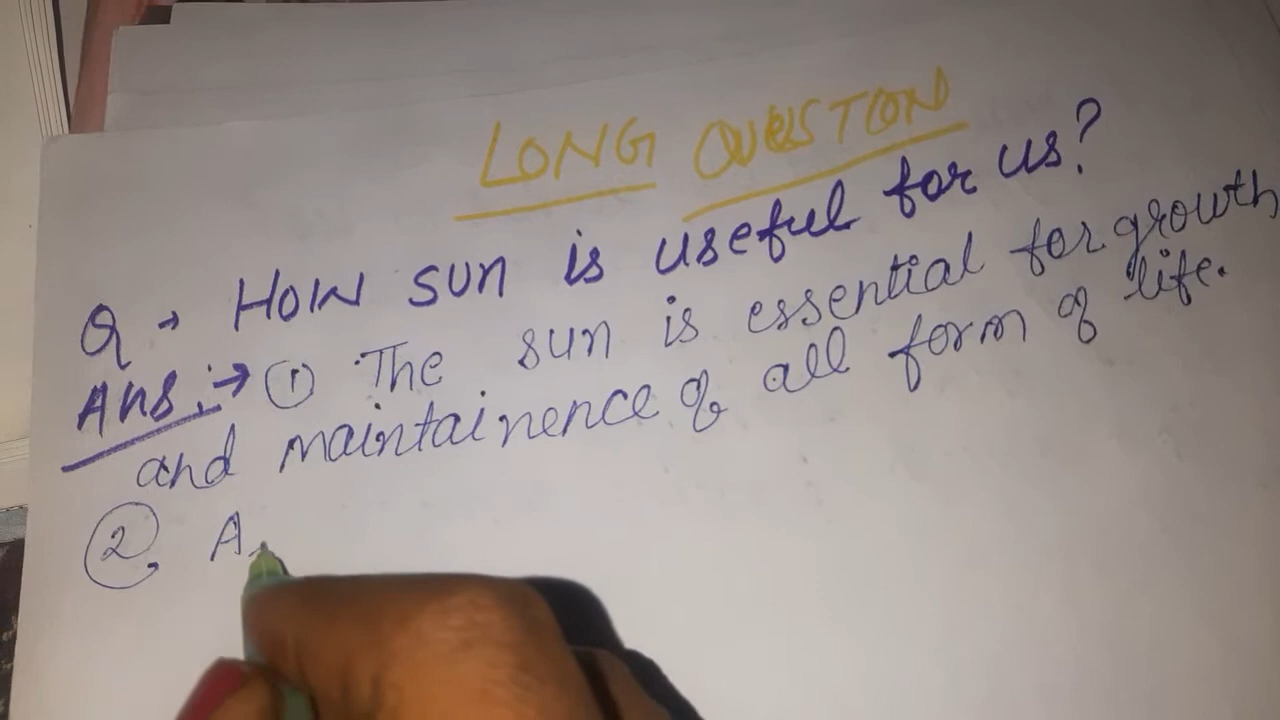 LONG QUESTON
Q → HOW sun is useful for us?
Ans :→ ① The sun is essential for growth
and maintainence of all form of life.
②. A